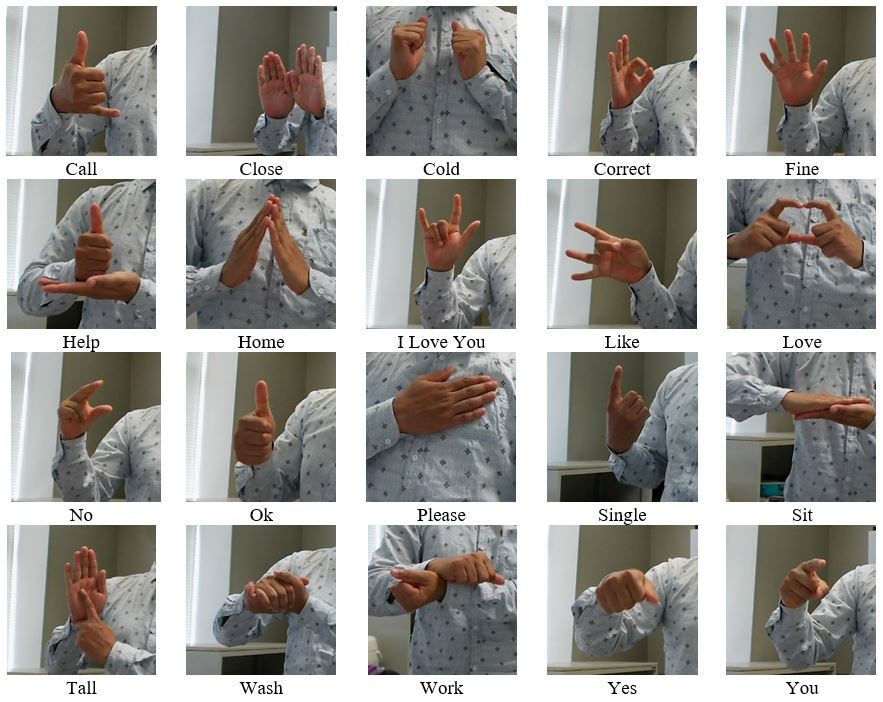 Call Close Cold Correct Fine
Help Home I Love You Like Love
No Ok Please Single Sit
Tall Wash Work Yes You